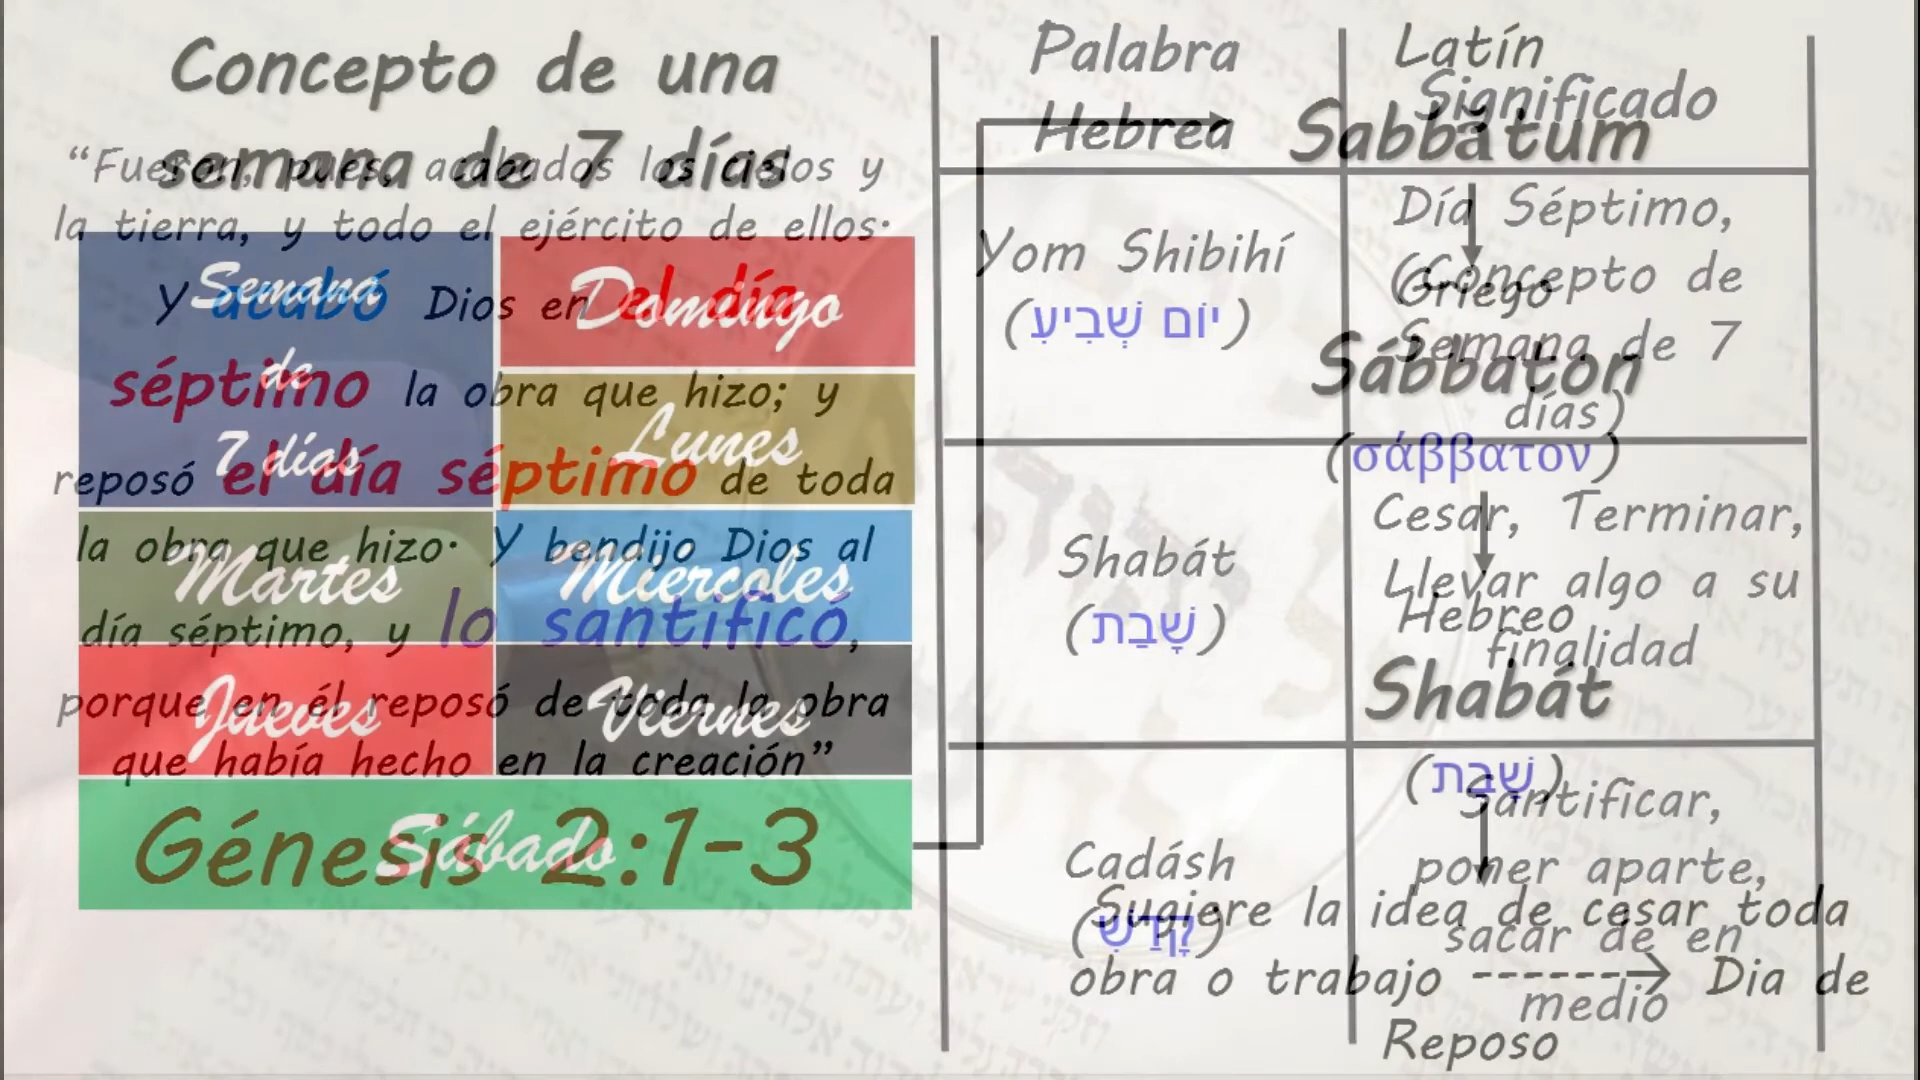 Concepto de una
semana de 7 días
Semana
de
7 días
Domingo
Lunes
Martes
Miercoles
Jueves
Viernes
Sábado
Latín
Sabbatum
Griego
Sábbaton
(σάββατον)
Hebreo
Shabát
(שָׁבַת)
Sugiere la idea de cesar toda
obra o trabajo ------→ Dia de
Reposo
“Fueron, pues, acabados los cielos y
la tierra, y todo el ejército de ellos·
Y acabó Dios en el día
séptimo la obra que hizo; y
reposó el día séptimo de toda
la obra que hizo· Y bendijo Dios al
día séptimo, y lo santificó,
porque en él reposó de toda la obra
que había hecho en la creación”
Génesis 2:1-3
Palabra
Hebrea
Significado
Yom Shibihí
(יוֹם שְׁבִיעִ)
Día Séptimo,
(Concepto de
Semana de 7
días)
Shabát
(שָׁבַת)
Cesar, Terminar,
Llevar algo a su
finalidad
Cadásh
(קָדַשׁ)
Santificar,
poner aparte,
sacar de en
medio